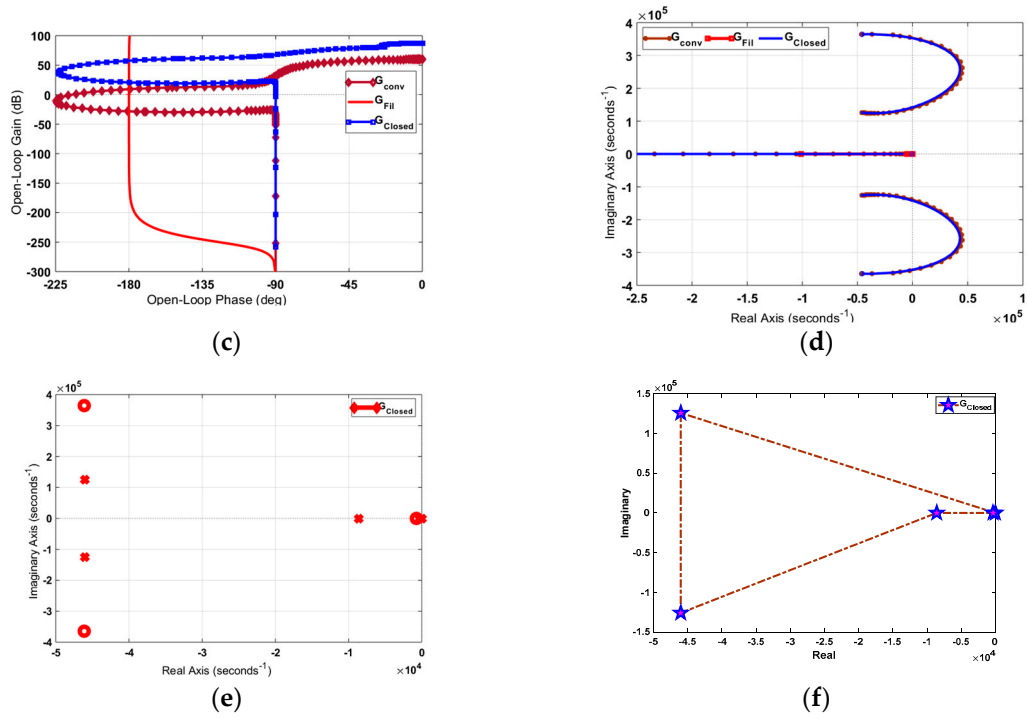 100
50
0
-50
-100
-150
-200
-250
-300
Open-Loop Gain (dB)
G_conv
G_Fil
G_Closed
-225 -180 -135 -90 -45 0
Open-Loop Phase (deg)
(c)
×10^5
4
3
2
1
0
-1
-2
-3
-4
Imaginary Axis (seconds^-1)
G_conv G_Fil G_Closed
-2.5 -2 -1.5 -1 -0.5 0 0.5 1
Real Axis (seconds^-1)
×10^5
(d)
×10^5
4
3
2
1
0
-1
-2
-3
-4
Imaginary Axis (seconds^-1)
G_Closed
-5 -4 -3 -2 -1 0
Real Axis (seconds^-1)
×10^4
(e)
×10^5
1.5
1
0.5
0
-0.5
-1
-1.5
Imaginary
G_Closed
-5 -4.5 -4 -3.5 -3 -2.5 -2 -1.5 -1 -0.5 0
Real
×10^4
(f)